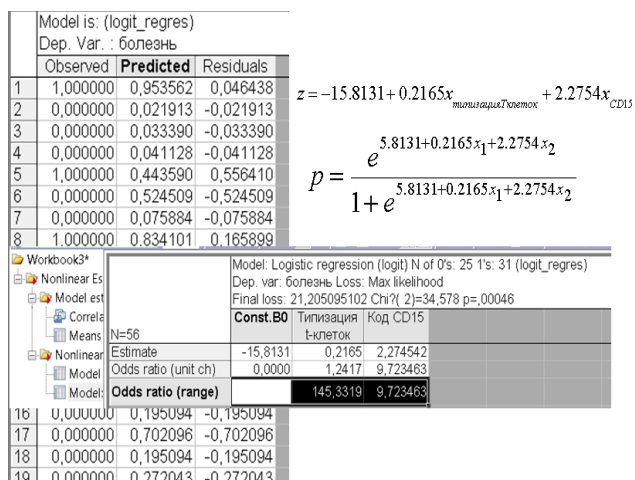 Model is: (logit_regres)
Dep. Var. : болезнь
Observed Predicted Residuals
1 1,000000 0,953562 0,046438
2 0,000000 0,021913 -0,021913
3 0,000000 0,033390 -0,033390
4 0,000000 0,041128 -0,041128
5 1,000000 0,443590 0,556410
6 0,000000 0,524509 -0,524509
7 0,000000 0,075884 -0,075884
8 1,000000 0,834101 0,165899
z = −15.8131 + 0.2165x типизацияТклеток + 2.2754x CD15
p = e^5.8131+0.2165x1+2.2754x2
1 + e^5.8131+0.2165x1+2.2754x2
Workbook3*
Nonlinear Es
Model est
Correla
Means
Nonlinear
Model
Model:
Model: Logistic regression (logit) N of 0's: 25 1's: 31 (logit_regres)
Dep. var: болезнь Loss: Max likelihood
Final loss: 21,205095102 Chi?( 2)=34,578 p=,00046
N=56 Const.B0 Типизация t-клеток Код CD15
Estimate -15,8131 0,2165 2,274542
Odds ratio (unit ch) 0,0000 1,2417 9,723463
Odds ratio (range) 145,3319 9,723463
16 0,000000 0,195094 -0,195094
17 0,000000 0,702096 -0,702096
18 0,000000 0,195094 -0,195094
19 0,000000 0,272043 -0,272043